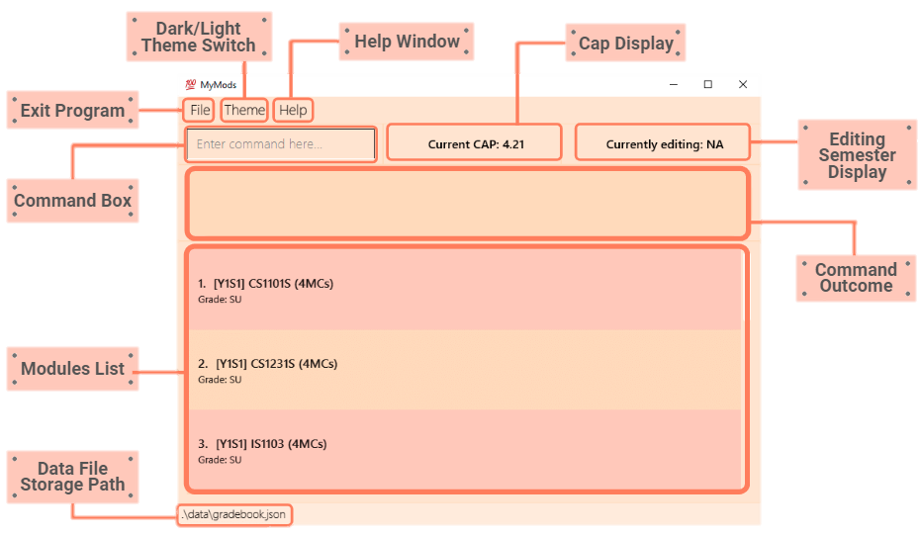 Dark/Light
Theme Switch
Help Window
Cap Display
💯 MyMods
Exit Program
File
Theme
Help
Enter command here...
Current CAP: 4.21
Currently editing: NA
Editing
Semester
Display
Command Box
Command
Outcome
1. [Y1S1] CS1101S (4MCs)
Grade: SU
Modules List
2. [Y1S1] CS1231S (4MCs)
Grade: SU
3. [Y1S1] IS1103 (4MCs)
Grade: SU
Data File
Storage Path
.\data\gradebook.json